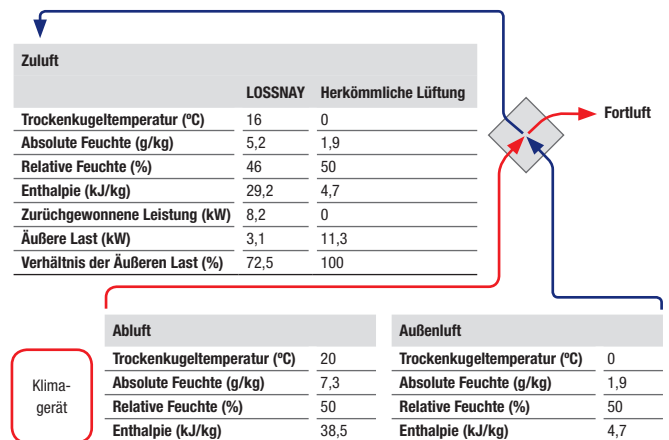 Zuluft
LOSSNAY Herkömmliche Lüftung
Trockenkugeltemperatur (ºC) 16 0
Absolute Feuchte (g/kg) 5,2 1,9
Relative Feuchte (%) 46 50
Enthalpie (kJ/kg) 29,2 4,7
Zurüchgewonnene Leistung (kW) 8,2 0
Äußere Last (kW) 3,1 11,3
Verhältnis der Äußeren Last (%) 72,5 100
Fortluft
Klima-
gerät
Abluft
Trockenkugeltemperatur (ºC) 20
Absolute Feuchte (g/kg) 7,3
Relative Feuchte (%) 50
Enthalpie (kJ/kg) 38,5
Außenluft
Trockenkugeltemperatur (ºC) 0
Absolute Feuchte (g/kg) 1,9
Relative Feuchte (%) 50
Enthalpie (kJ/kg) 4,7